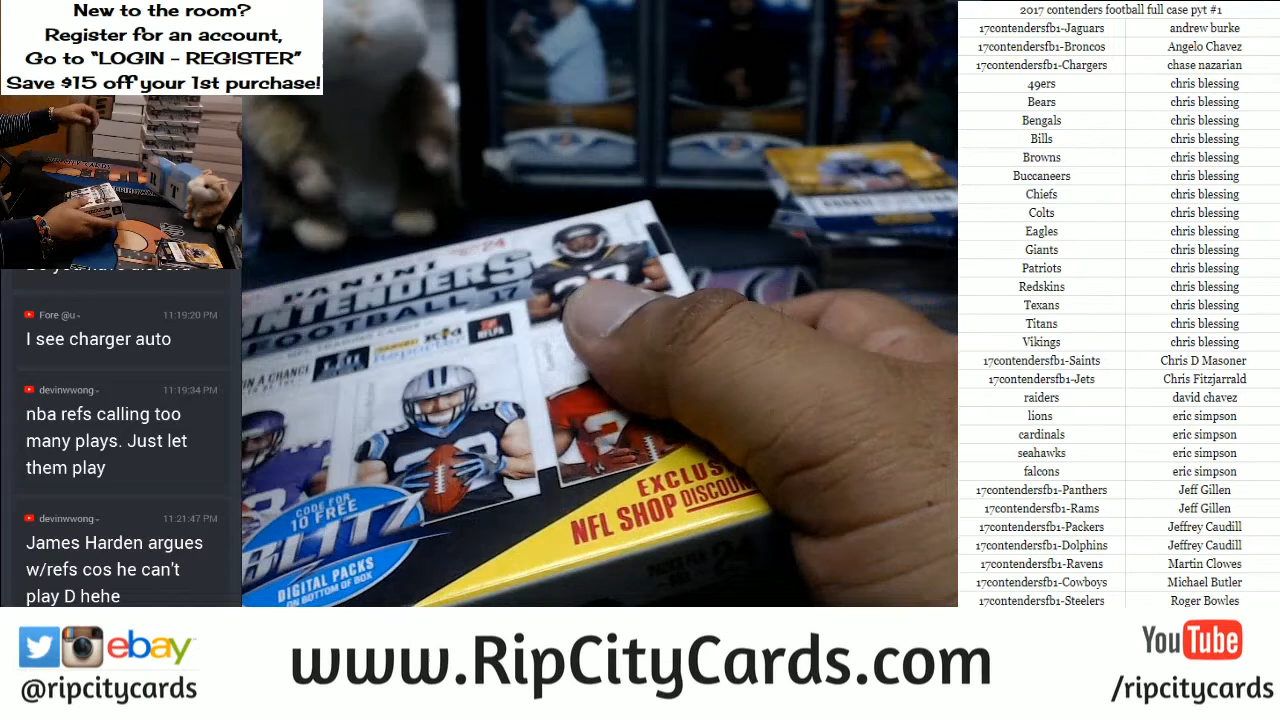 New to the room?
Register for an account,
Go to “LOGIN - REGISTER”
Save $15 off your 1st purchase!
Fore @u
11:19:20 PM
I see charger auto
devinwwong
11:19:34 PM
nba refs calling too
many plays. Just let
them play
devinwwong
11:21:47 PM
James Harden argues
w/refs cos he can't
play D hehe
PANINI
FOOTBALL 17
CODE FOR
10 FREE
BLITZ
DIGITAL PACKS
ON BOTTOM OF BOX
NFL SHOP
2017 contenders football full case pyt #1
17contendersfb1-Jaguars andrew burke
17contendersfb1-Broncos Angelo Chavez
17contendersfb1-Chargers chase nazarian
49ers chris blessing
Bears chris blessing
Bengals chris blessing
Bills chris blessing
Browns chris blessing
Buccaneers chris blessing
Chiefs chris blessing
Colts chris blessing
Eagles chris blessing
Giants chris blessing
Patriots chris blessing
Redskins chris blessing
Texans chris blessing
Titans chris blessing
Vikings chris blessing
17contendersfb1-Saints Chris D Masoner
17contendersfb1-Jets Chris Fitzjarrald
raiders david chavez
lions eric simpson
cardinals eric simpson
seahawks eric simpson
falcons eric simpson
17contendersfb1-Panthers Jeff Gillen
17contendersfb1-Rams Jeff Gillen
17contendersfb1-Packers Jeffrey Caudill
17contendersfb1-Dolphins Jeffrey Caudill
17contendersfb1-Ravens Martin Clowes
17contendersfb1-Cowboys Michael Butler
17contendersfb1-Steelers Roger Bowles
ebay
@ripcitycards
www.RipCityCards.com
YouTube
/ripcitycards